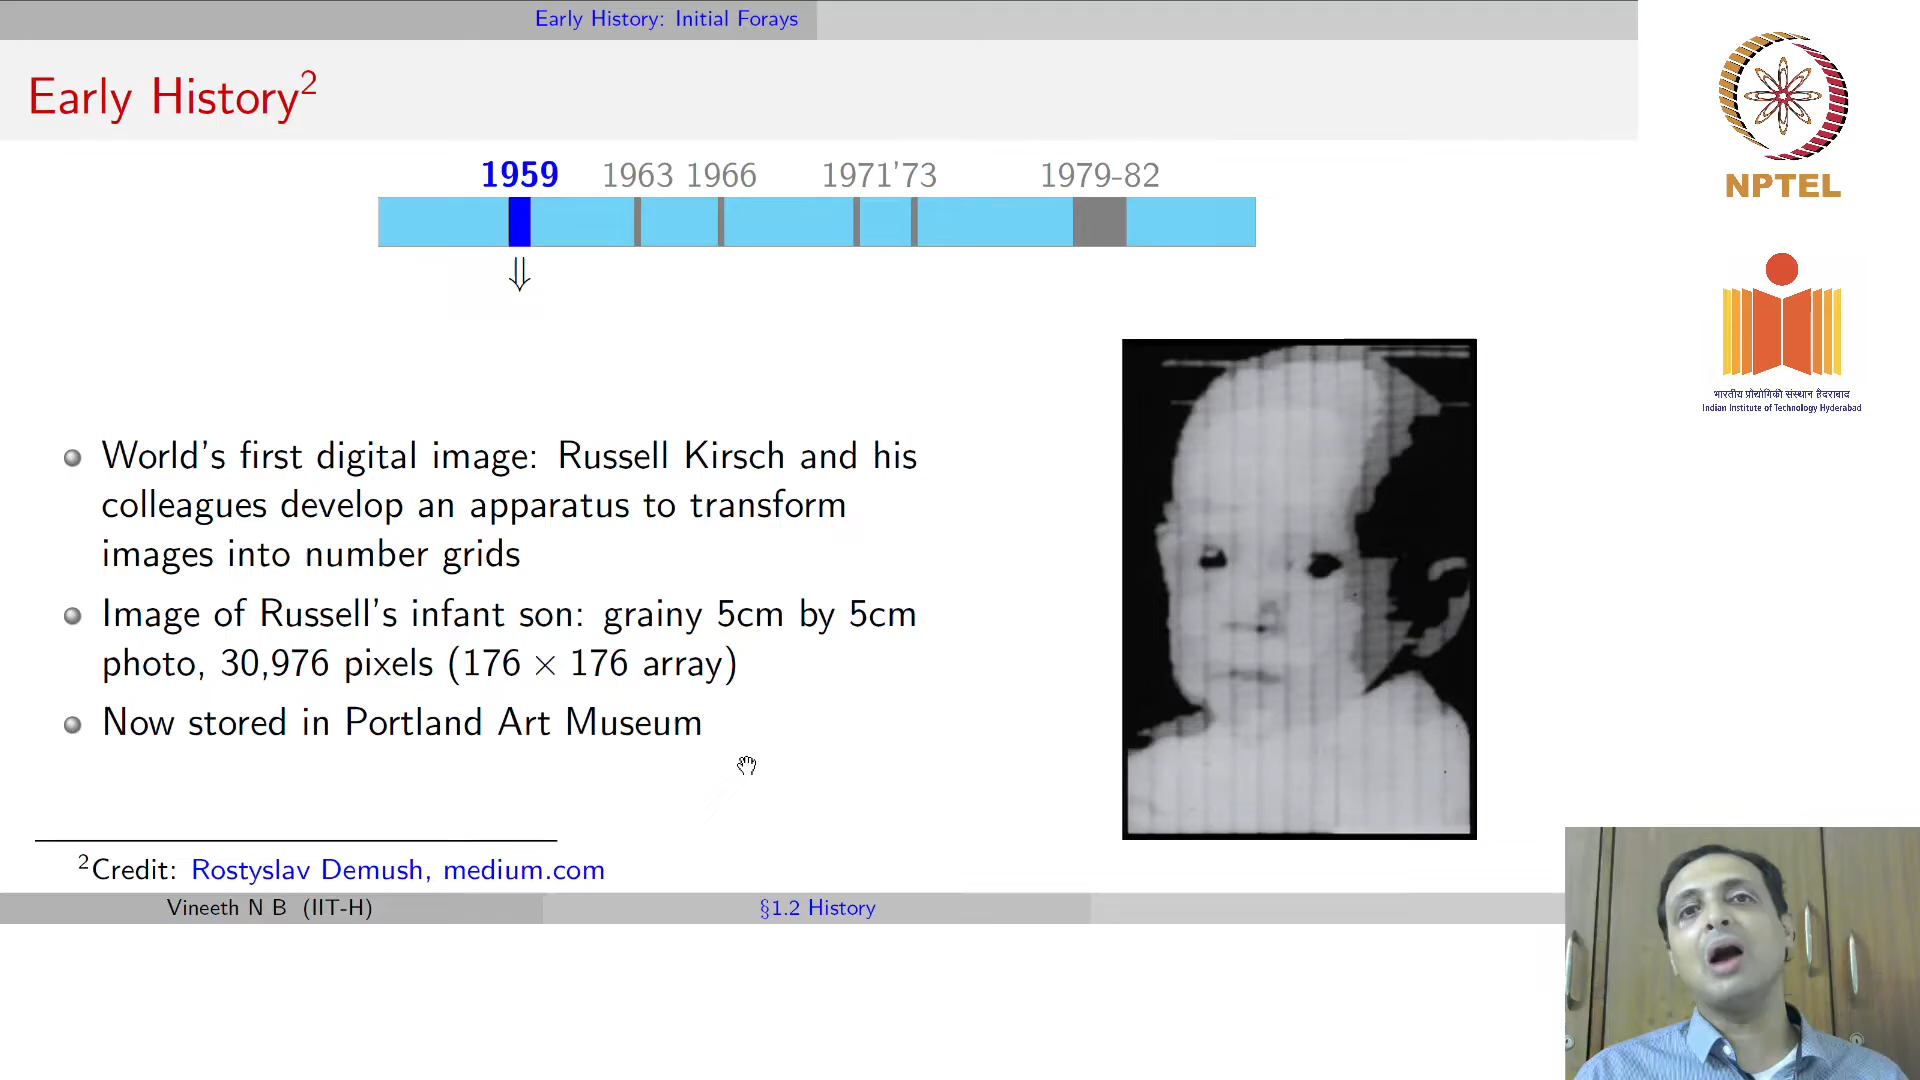 Early History: Initial Forays
Early History²
1959 1963 1966 1971'73 1979-82
⇓
World's first digital image: Russell Kirsch and his
colleagues develop an apparatus to transform
images into number grids
Image of Russell's infant son: grainy 5cm by 5cm
photo, 30,976 pixels (176 × 176 array)
Now stored in Portland Art Museum
²Credit: Rostyslav Demush, medium.com
Vineeth N B (IIT-H) §1.2 History
NPTEL
भारतीय प्रौद्योगिकी संस्थान हैदराबाद
Indian Institute of Technology Hyderabad